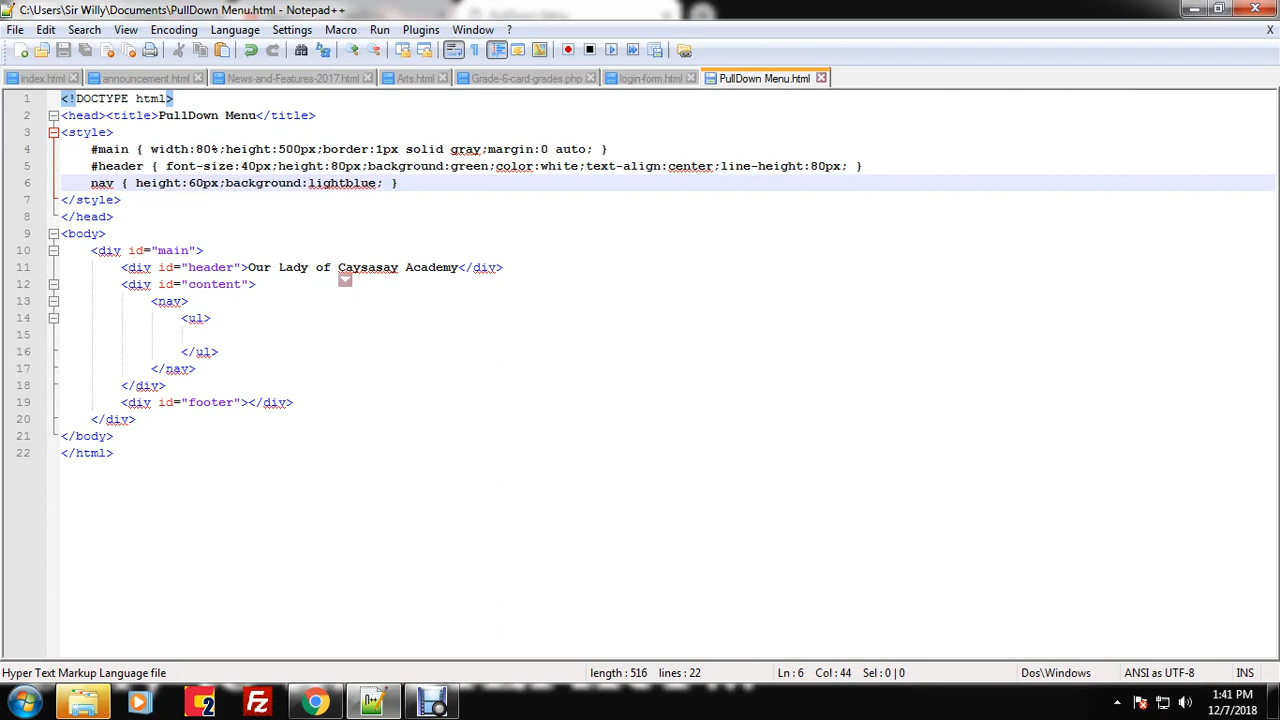 C:\Users\Sir Willy\Documents\PullDown Menu.html - Notepad++
File Edit Search View Encoding Language Settings Macro Run Plugins Window ? X
index.html announcement.html News-and-Features-2017.html Arts.html Grade-6-card-grades.php login-form.html PullDown Menu.html
1 <!DOCTYPE html>
2 <head><title>PullDown Menu</title>
3 <style>
4 #main { width:80%;height:500px;border:1px solid gray;margin:0 auto; }
5 #header { font-size:40px;height:80px;background:green;color:white;text-align:center;line-height:80px; }
6 nav { height:60px;background:lightblue; }
7 </style>
8 </head>
9 <body>
10 <div id="main">
11 <div id="header">Our Lady of Caysasay Academy</div>
12 <div id="content">
13 <nav>
14 <ul>
15
16 </ul>
17 </nav>
18 </div>
19 <div id="footer"></div>
20 </div>
21 </body>
22 </html>
Hyper Text Markup Language file length : 516 lines : 22 Ln : 6 Col : 44 Sel : 0 | 0 Dos\Windows ANSI as UTF-8 INS
1:41 PM
12/7/2018